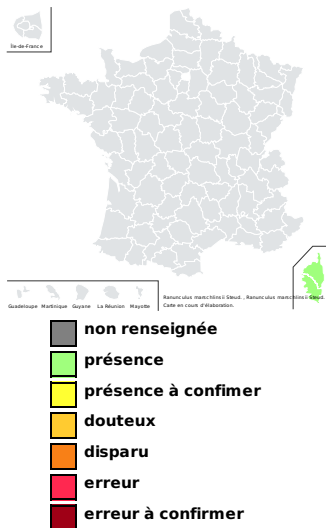 Île-de-France
Guadeloupe Martinique Guyane La Réunion Mayotte
Ranunculus marschlinsii Steud. , Ranunculus marschlinsii Steud.
Carte en cours d'élaboration.
non renseignée
présence
présence à confimer
douteux
disparu
erreur
erreur à confirmer